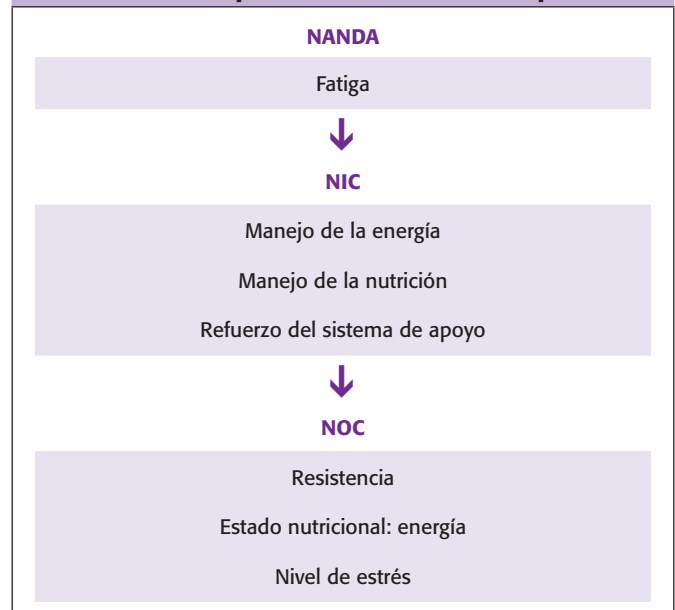 NANDA
Fatiga
NIC
Manejo de la energía
Manejo de la nutrición
Refuerzo del sistema de apoyo
NOC
Resistencia
Estado nutricional: energía
Nivel de estrés